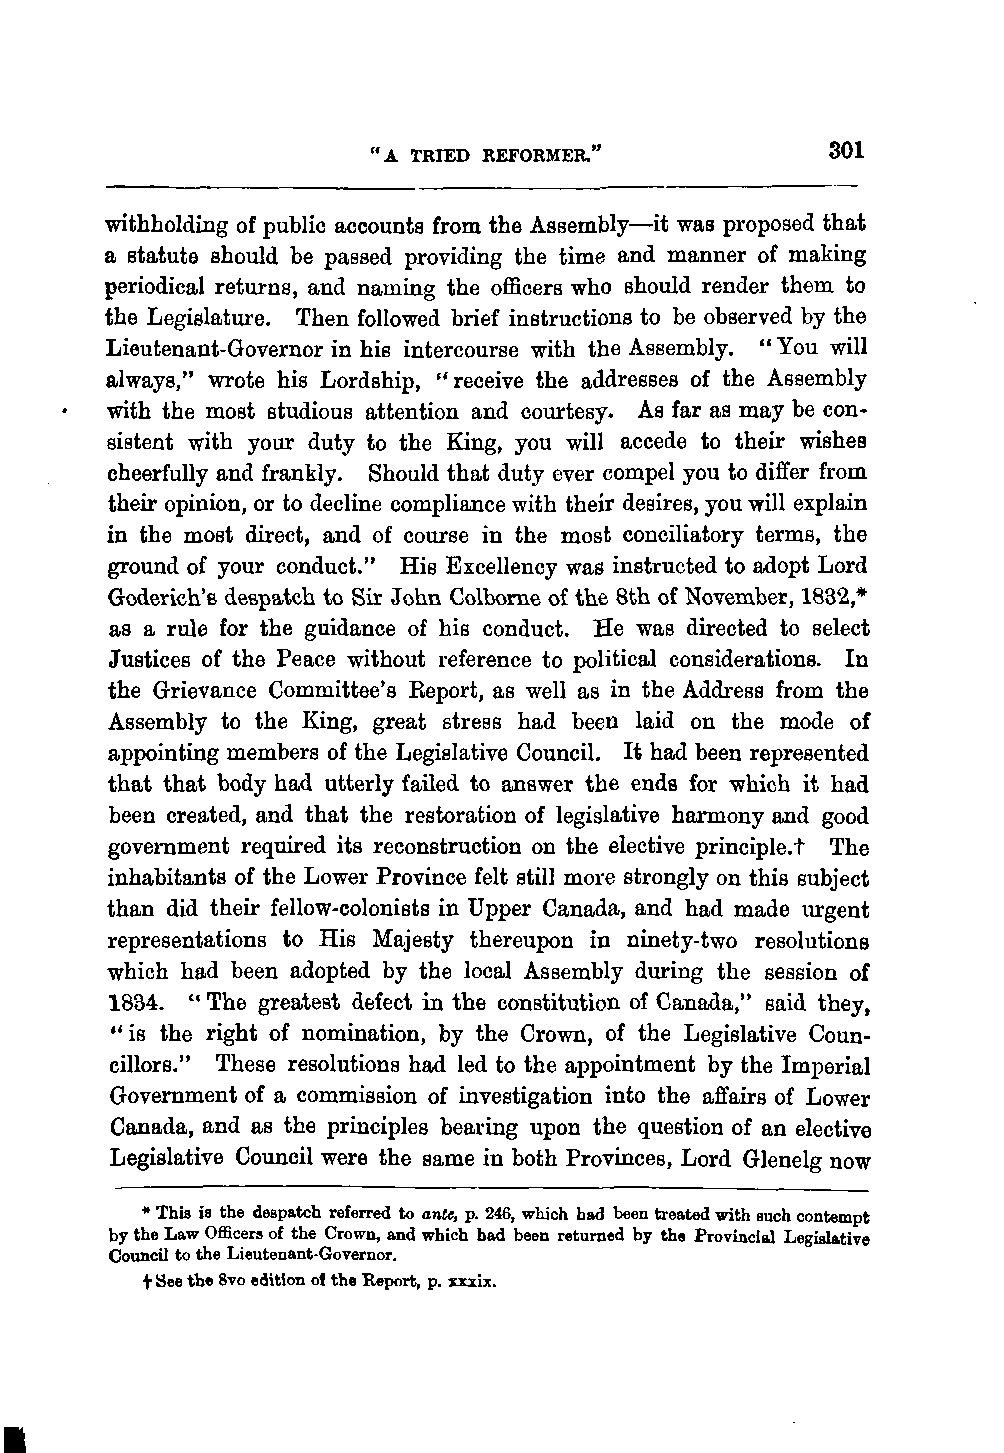 "A TRIED REFORMER." 301
withholding of public accounts from the Assembly—it was proposed that
a statute should be passed providing the time and manner of making
periodical returns, and naming the officers who should render them to
the Legislature. Then followed brief instructions to be observed by the
Lieutenant-Governor in his intercourse with the Assembly. "You will
always," wrote his Lordship, "receive the addresses of the Assembly
with the most studious attention and courtesy. As far as may be con-
sistent with your duty to the King, you will accede to their wishes
cheerfully and frankly. Should that duty ever compel you to differ from
their opinion, or to decline compliance with their desires, you will explain
in the most direct, and of course in the most conciliatory terms, the
ground of your conduct." His Excellency was instructed to adopt Lord
Goderich's despatch to Sir John Colborne of the 8th of November, 1832,*
as a rule for the guidance of his conduct. He was directed to select
Justices of the Peace without reference to political considerations. In
the Grievance Committee's Report, as well as in the Address from the
Assembly to the King, great stress had been laid on the mode of
appointing members of the Legislative Council. It had been represented
that that body had utterly failed to answer the ends for which it had
been created, and that the restoration of legislative harmony and good
government required its reconstruction on the elective principle.† The
inhabitants of the Lower Province felt still more strongly on this subject
than did their fellow-colonists in Upper Canada, and had made urgent
representations to His Majesty thereupon in ninety-two resolutions
which had been adopted by the local Assembly during the session of
1834. "The greatest defect in the constitution of Canada," said they,
"is the right of nomination, by the Crown, of the Legislative Coun-
cillors." These resolutions had led to the appointment by the Imperial
Government of a commission of investigation into the affairs of Lower
Canada, and as the principles bearing upon the question of an elective
Legislative Council were the same in both Provinces, Lord Glenelg now
* This is the despatch referred to ante, p. 246, which had been treated with such contempt
by the Law Officers of the Crown, and which had been returned by the Provincial Legislative
Council to the Lieutenant-Governor.
† See the 8vo edition of the Report, p. xxxix.